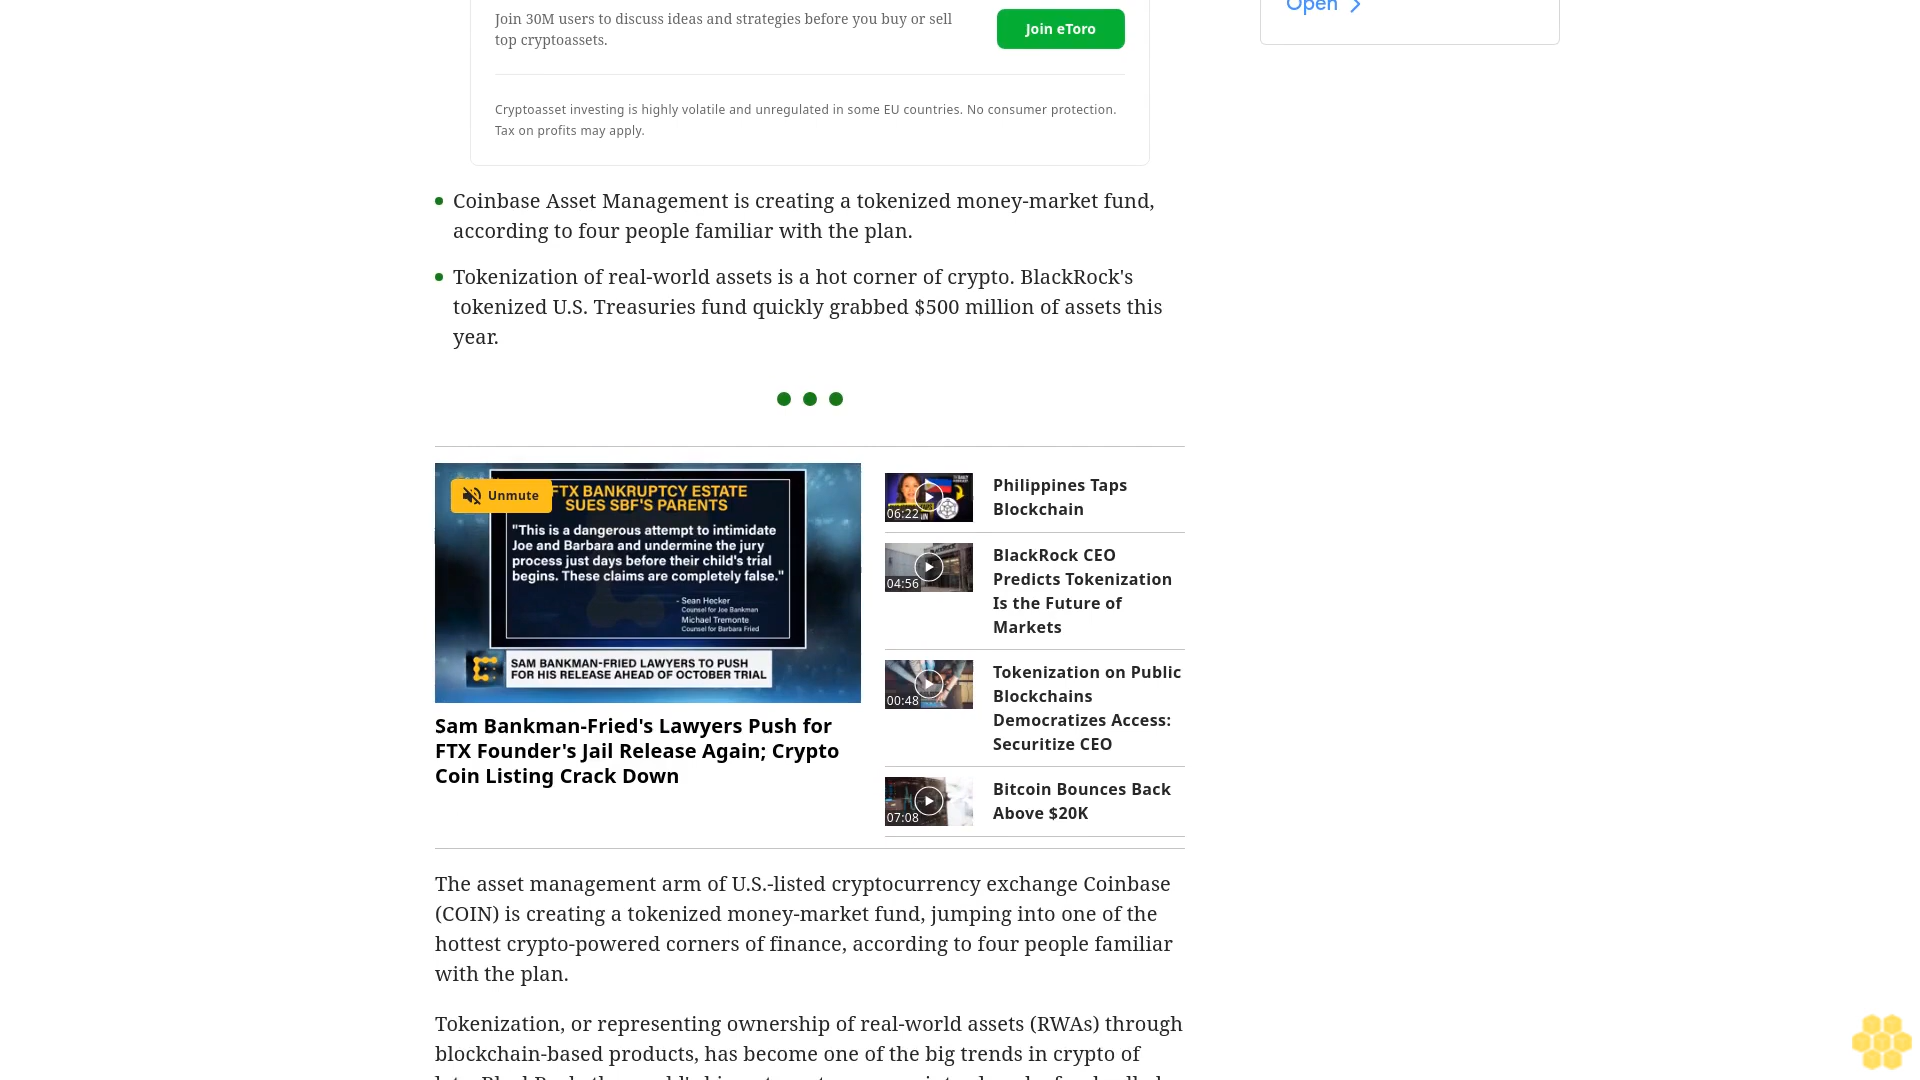 Join 30M users to discuss ideas and strategies before you buy or sell
top cryptoassets.
Join eToro
Cryptoasset investing is highly volatile and unregulated in some EU countries. No consumer protection.
Tax on profits may apply.
Open
Coinbase Asset Management is creating a tokenized money-market fund,
according to four people familiar with the plan.
Tokenization of real-world assets is a hot corner of crypto. BlackRock's
tokenized U.S. Treasuries fund quickly grabbed $500 million of assets this
year.
Unmute
FTX BANKRUPTCY ESTATE
SUES SBF'S PARENTS
"This is a dangerous attempt to intimidate
Joe and Barbara and undermine the jury
process just days before their child's trial
begins. These claims are completely false."
- Sean Hecker
Counsel for Joe Bankman
Michael Tremonte
Counsel for Barbara Fried
SAM BANKMAN-FRIED LAWYERS TO PUSH
FOR HIS RELEASE AHEAD OF OCTOBER TRIAL
Sam Bankman-Fried's Lawyers Push for
FTX Founder's Jail Release Again; Crypto
Coin Listing Crack Down
06:22
Philippines Taps
Blockchain
04:56
BlackRock CEO
Predicts Tokenization
Is the Future of
Markets
00:48
Tokenization on Public
Blockchains
Democratizes Access:
Securitize CEO
07:08
Bitcoin Bounces Back
Above $20K
The asset management arm of U.S.-listed cryptocurrency exchange Coinbase
(COIN) is creating a tokenized money-market fund, jumping into one of the
hottest crypto-powered corners of finance, according to four people familiar
with the plan.
Tokenization, or representing ownership of real-world assets (RWAs) through
blockchain-based products, has become one of the big trends in crypto of